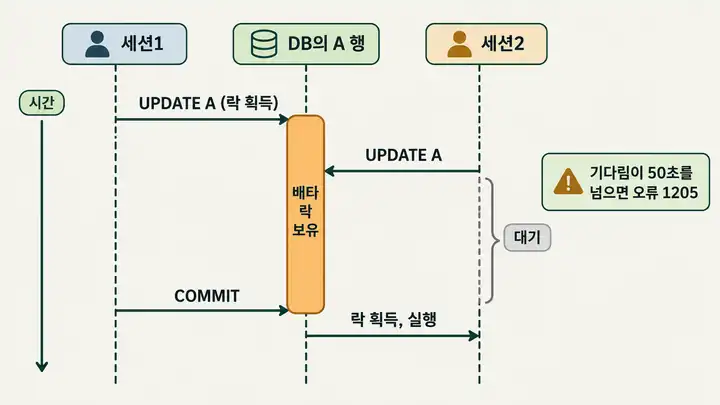 세션1
DB의 A 행
세션2
시간
UPDATE A (락 획득)
UPDATE A
기다림이 50초를
넘으면 오류 1205
배타
락
보유
대기
COMMIT
락 획득, 실행